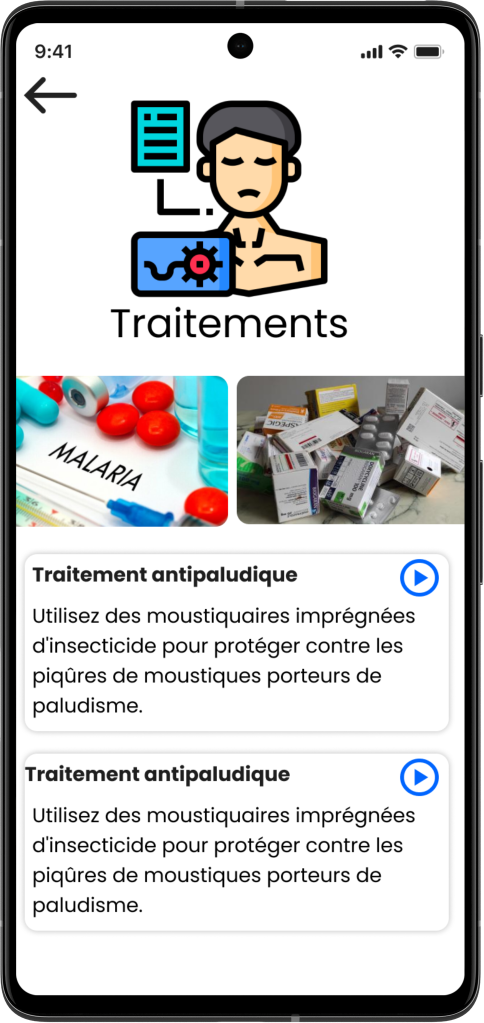 9:41
Traitements
MALARIA
ASPEGIC
DOXYCYCLINE
Traitement antipaludique
Utilisez des moustiquaires imprégnées
d'insecticide pour protéger contre les
piqûres de moustiques porteurs de
paludisme.
Traitement antipaludique
Utilisez des moustiquaires imprégnées
d'insecticide pour protéger contre les
piqûres de moustiques porteurs de
paludisme.